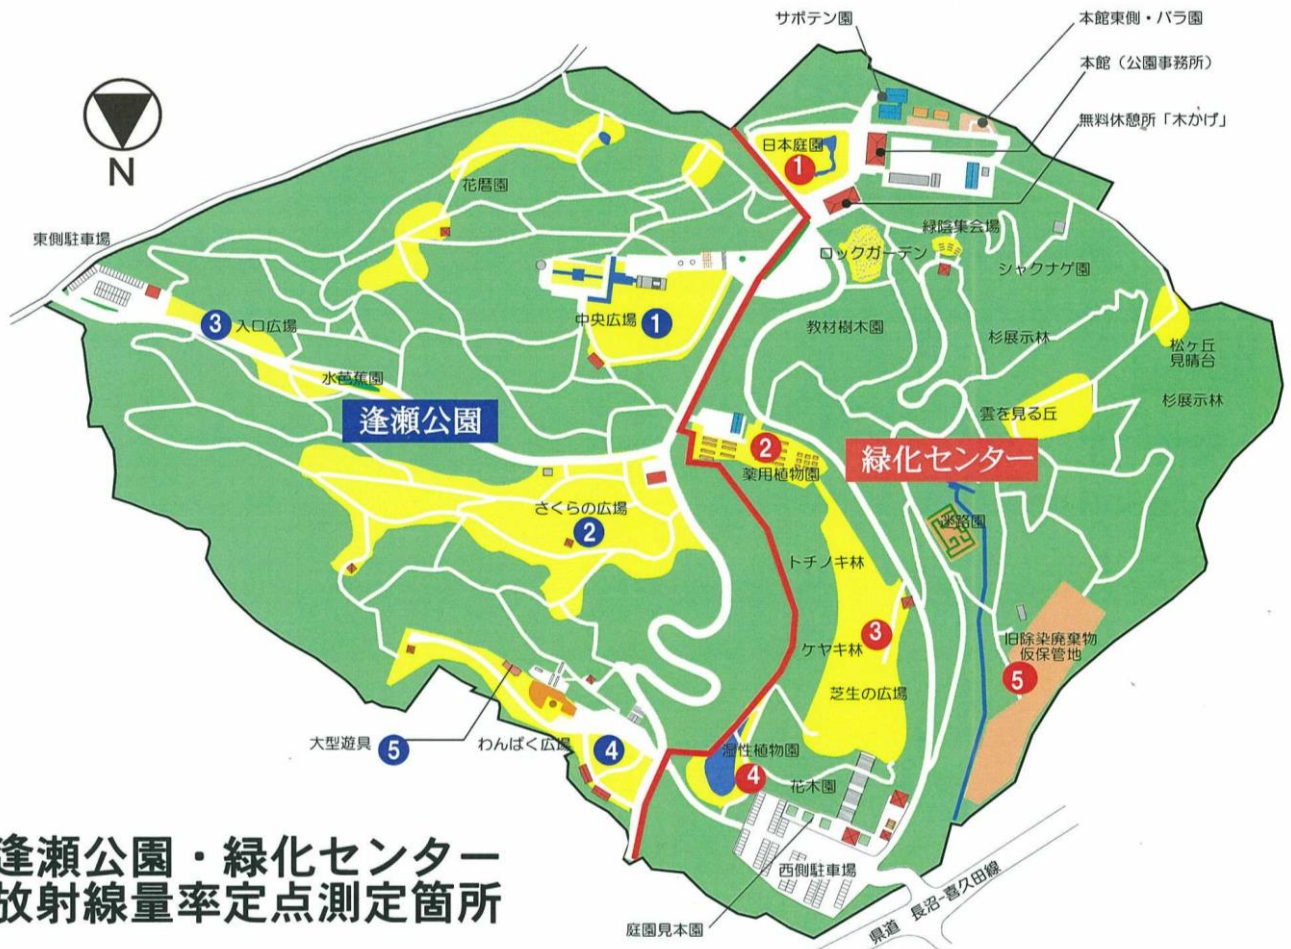 サボテン園
本館東側・バラ園
本館（公園事務所）
無料休憩所「木かげ」
N
日本庭園
1
花暦園
東側駐車場
緑陰集会場
ロックガーデン
シャクナゲ園
3
入口広場
中央広場
1
教材樹木園
杉展示林
松ヶ丘
見晴台
水芭蕉園
杉展示林
雲を見る丘
逢瀬公園
2
緑化センター
薬用植物園
さくらの広場
2
迷路園
トチノキ林
3
ケヤキ林
旧除染廃棄物
仮保管地
5
芝生の広場
大型遊具
5
わんぱく広場
4
湿性植物園
4
花木園
逢瀬公園・緑化センター
放射線量率定点測定箇所
西側駐車場
庭園見本園
県道 長沼-喜久田線